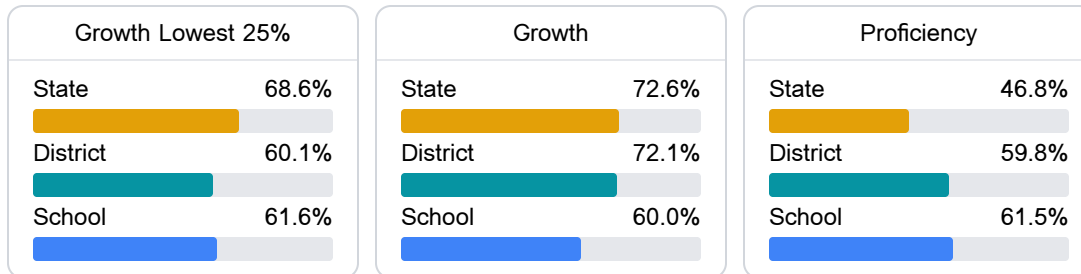 Growth Lowest 25%
State 68.6%
District 60.1%
School 61.6%
Growth
State 72.6%
District 72.1%
School 60.0%
Proficiency
State 46.8%
District 59.8%
School 61.5%